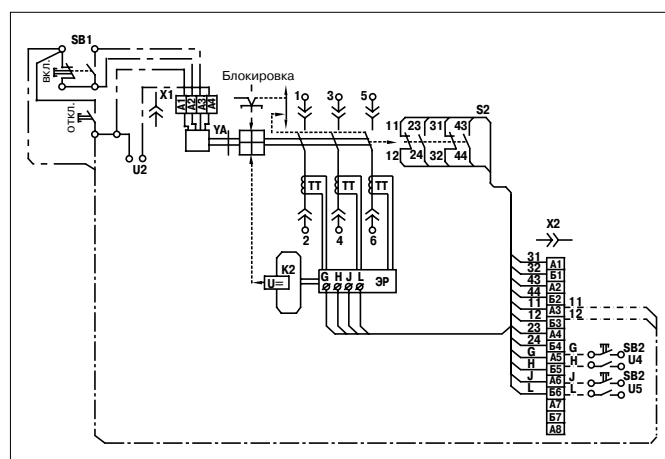 SB1
ВКЛ.
ОТКЛ.
X1
A1 A2 A3 A4
U2
YA
Блокировка
1 3 5
TT TT TT
2 4 6
S2
11 23 31 43
12 24 32 44
K2
U=
G H J L
ЭР
X2
31 A1
32 Б1
43 A2
44 Б2
11 A3 11
12 Б3 12
23 A4
24 Б4
G A5 G SB2
H Б5 H U4
J A6 J SB2
L Б6 L U5
A7
Б7
A8